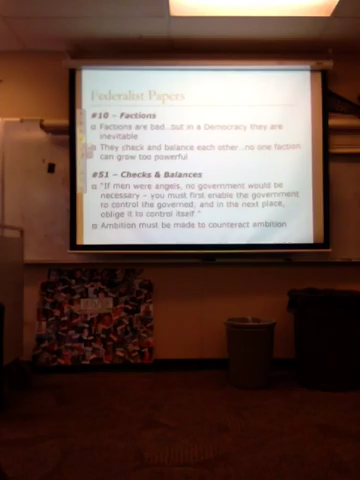 Federalist Papers
#10 – Factions
Factions are bad...but in a Democracy they are
inevitable
They check and balance each other...no one faction
can grow too powerful
#51 – Checks & Balances
"If men were angels, no government would be
necessary – you must first enable the government
to control the governed, and in the next place,
oblige it to control itself."
Ambition must be made to counteract ambition